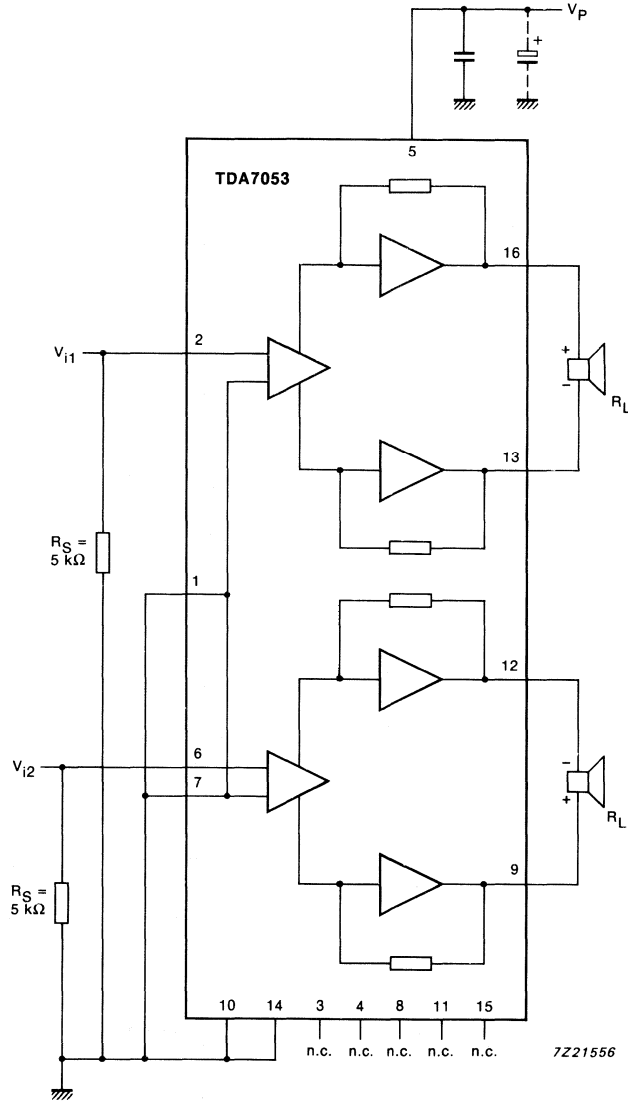 V_P
+
5
TDA7053
16
V_i1
2
+
–
R_L
13
R_S =
5 kΩ
1
12
V_i2
6
7
–
+
R_L
R_S =
5 kΩ
9
10 14 3 4 8 11 15
n.c. n.c. n.c. n.c. n.c.
7Z21556